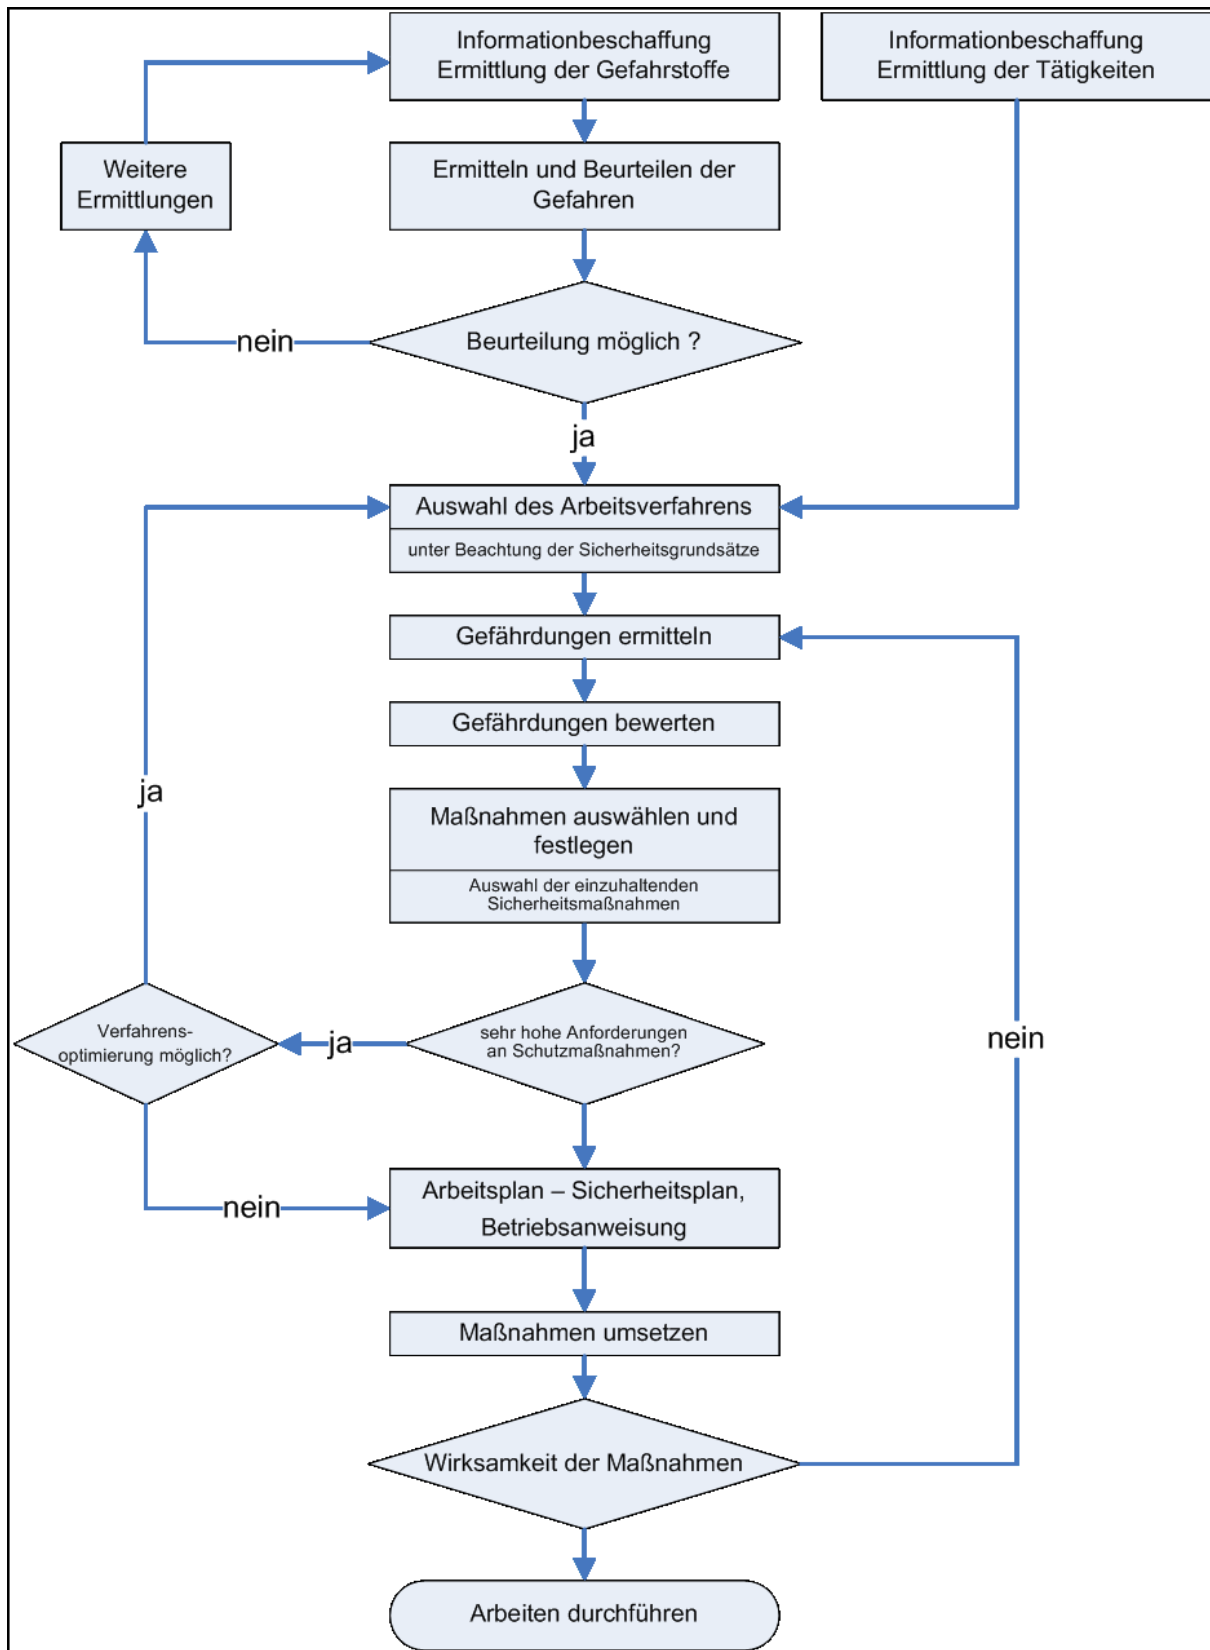 Informationbeschaffung
Ermittlung der Gefahrstoffe
Informationbeschaffung
Ermittlung der Tätigkeiten
Weitere
Ermittlungen
Ermitteln und Beurteilen der
Gefahren
Beurteilung möglich ?
nein
ja
Auswahl des Arbeitsverfahrens
unter Beachtung der Sicherheitsgrundsätze
Gefährdungen ermitteln
Gefährdungen bewerten
ja
Maßnahmen auswählen und
festlegen
Auswahl der einzuhaltenden
Sicherheitsmaßnahmen
Verfahrens-
optimierung möglich?
ja
sehr hohe Anforderungen
an Schutzmaßnahmen?
nein
nein
Arbeitsplan – Sicherheitsplan,
Betriebsanweisung
Maßnahmen umsetzen
Wirksamkeit der Maßnahmen
Arbeiten durchführen